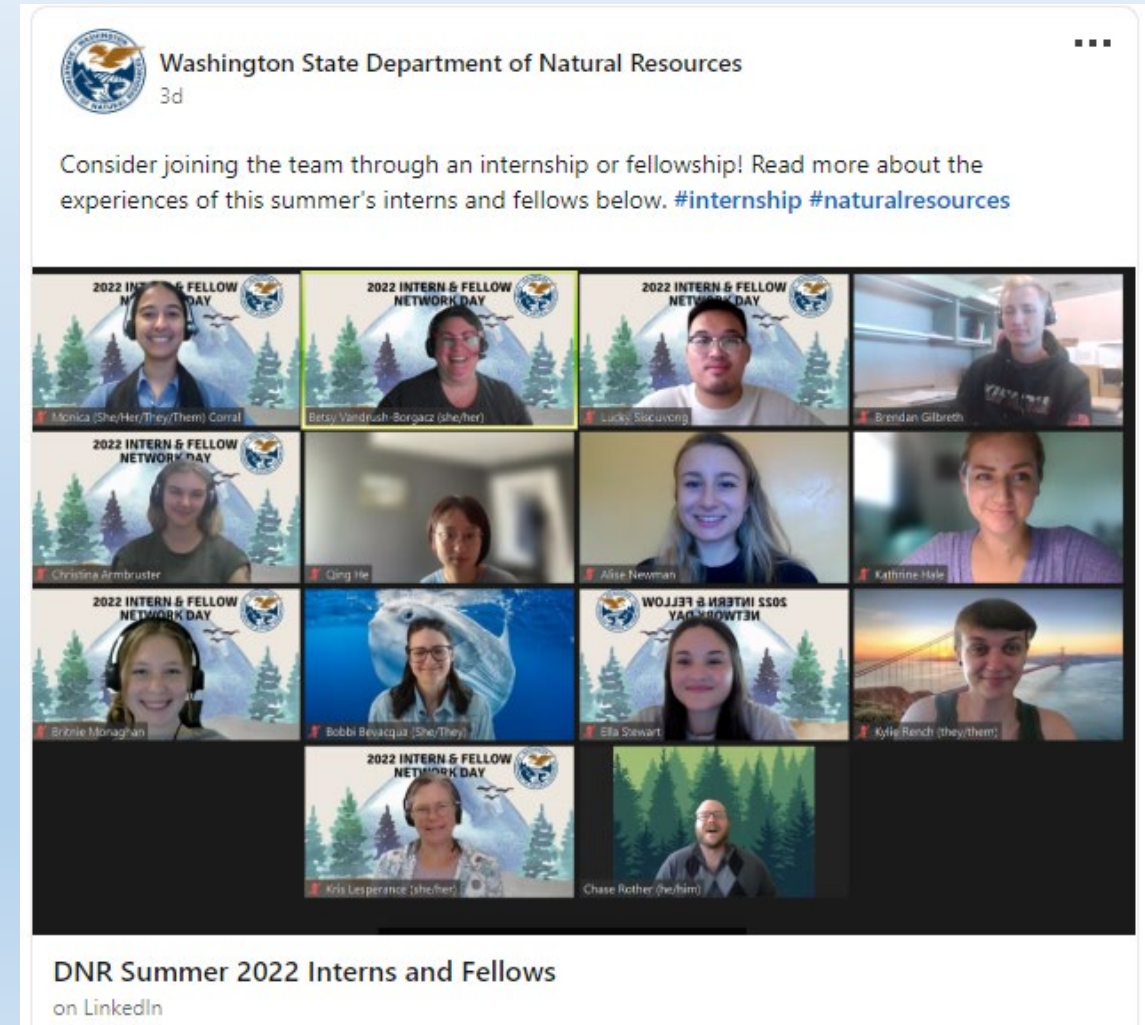 Washington State Department of Natural Resources
3d
Consider joining the team through an internship or fellowship! Read more about the
experiences of this summer's interns and fellows below. #internship #naturalresources
2022 INTERN & FELLOW
NETWORK DAY
Monica (She/Her/They/Them) Corral
2022 INTERN & FELLOW
NETWORK DAY
Betsy Vandrush-Borgacz (she/her)
2022 INTERN & FELLOW
NETWORK DAY
Lucky Siscuvong
Brendan Gilbreth
2022 INTERN & FELLOW
NETWORK DAY
Christina Armbruster
Qing He
Alise Newman
Kathrine Hale
2022 INTERN & FELLOW
NETWORK DAY
Britnie Monaghan
Bobbi Bevacqua (She/They)
2022 INTERN & FELLOW
NETWORK DAY
Ella Stewart
Kylie Rench (they/them)
2022 INTERN & FELLOW
NETWORK DAY
Kris Lesperance (she/her)
Chase Rother (he/him)
DNR Summer 2022 Interns and Fellows
on LinkedIn